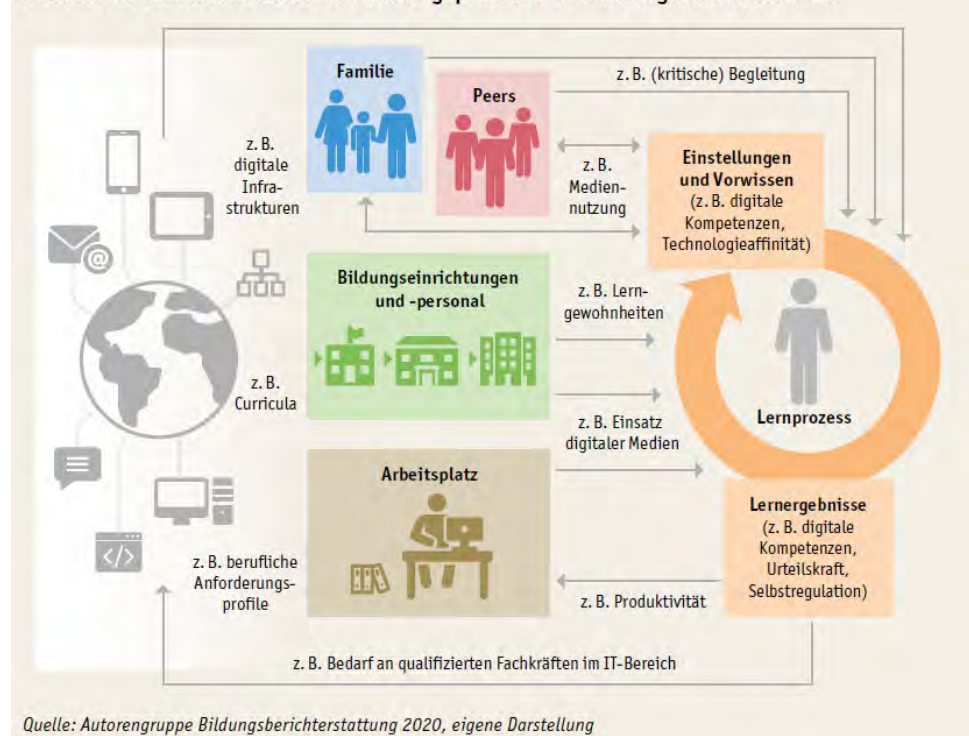 Familie
Peers
z. B. (kritische) Begleitung
z. B.
digitale
Infra-
strukturen
z. B.
Medien-
nutzung
Einstellungen
und Vorwissen
(z. B. digitale
Kompetenzen,
Technologieaffinität)
Bildungseinrichtungen
und -personal
z. B. Lern-
gewohnheiten
z. B.
Curricula
Lernprozess
z. B. Einsatz
digitaler Medien
Arbeitsplatz
Lernergebnisse
(z. B. digitale
Kompetenzen,
Urteilskraft,
Selbstregulation)
z. B. berufliche
Anforderungs-
profile
z. B. Produktivität
z. B. Bedarf an qualifizierten Fachkräften im IT-Bereich
Quelle: Autorengruppe Bildungsberichterstattung 2020, eigene Darstellung